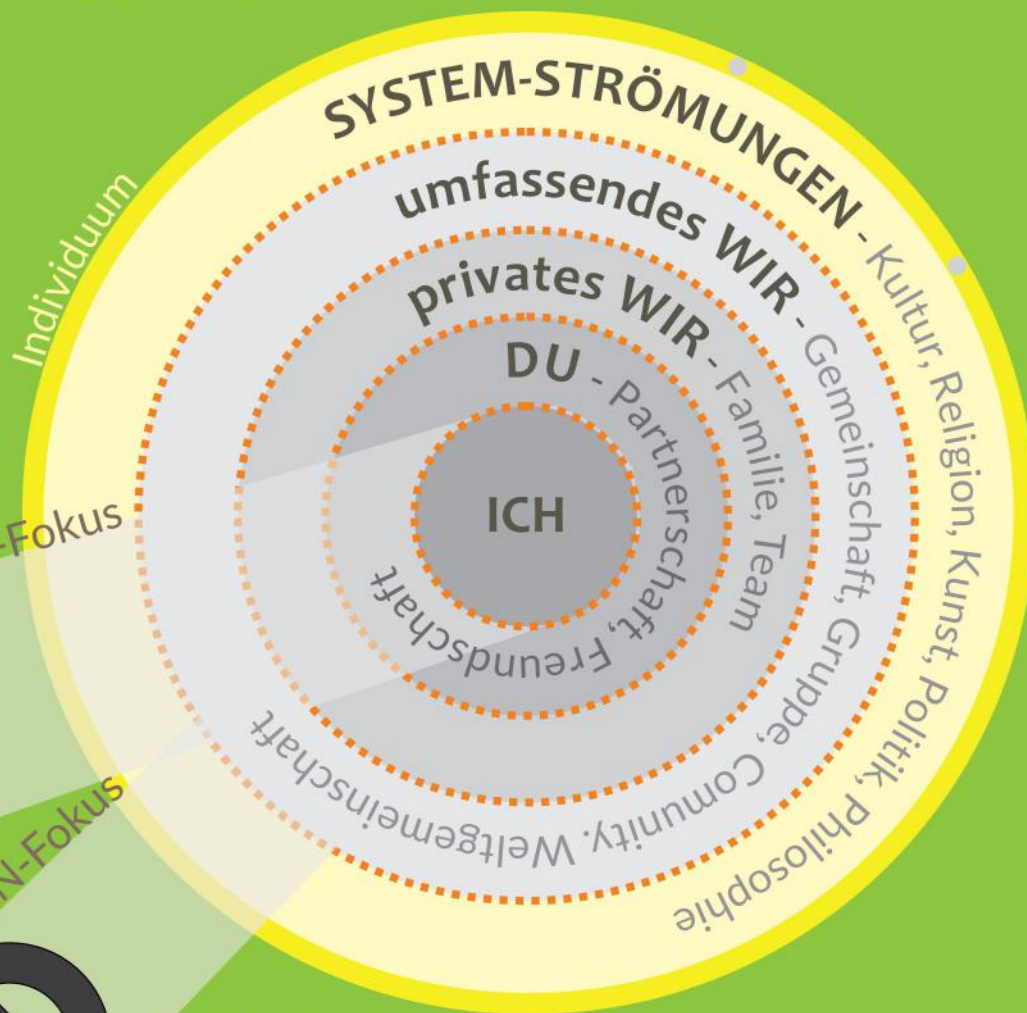 SYSTEM-STRÖMUNGEN - Kultur, Religion, Kunst, Politik, Philosophie
umfassendes WIR - Gemeinschaft, Gruppe, Comunity. Weltgemeinschaft
privates WIR - Familie, Team
DU - Partnerschaft, Freundschaft
ICH
Individuum
-Fokus
N-Fokus